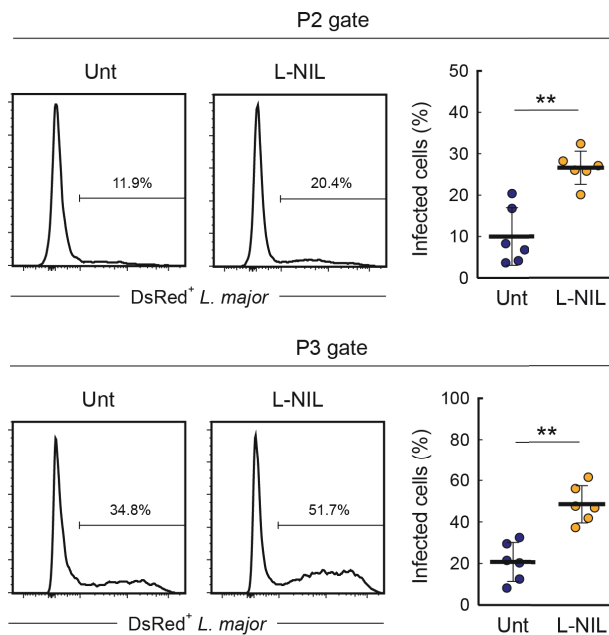 P2 gate
Unt
L-NIL
11.9%
20.4%
DsRed⁺ L. major
Infected cells (%)
50
40
30
20
10
0
**
Unt
L-NIL
P3 gate
Unt
L-NIL
34.8%
51.7%
DsRed⁺ L. major
Infected cells (%)
100
80
60
40
20
0
**
Unt
L-NIL